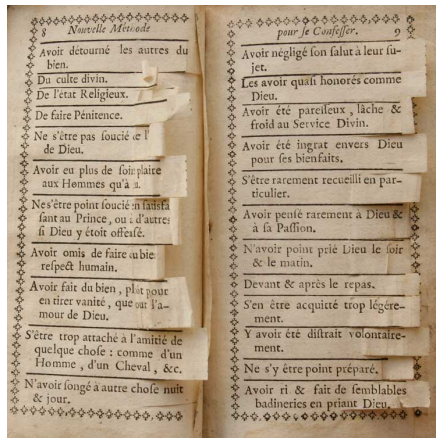 8 Nouvelle Méthode
Avoir détourné les autres du
bien.
Du culte divin.
De l'état Religieux.
De faire Pénitence.
Ne s'être pas soucié de
de Dieu.
Avoir eu plus de soin plaire
aux Hommes qu'à
Ne s'être point soucié en satisfa
sant au Prince, ou à d'autres
si Dieu y étoit offensé.
Avoir omis de faire du bien
respect humain.
Avoir fait du bien, plutôt pour
en tirer vanité, que our l'a-
mour de Dieu.
S'être trop attaché à l'amitié de
quelque chose : comme d'un
Homme, d'un Cheval, &c.
N'avoir songé à autre chose nuit
& jour.
pour se Confesser. 9
Avoir négligé son salut à leur su-
jet.
Les avoir quasi honorés comme
Dieu.
Avoir été paresseux, lâche &
froid au Service Divin.
Avoir été ingrat envers Dieu
pour ses bienfaits.
S'être rarement recueilli en par-
ticulier.
Avoir pensé rarement à Dieu &
à sa Passion.
N'avoir point prié Dieu le soir
& le matin.
Devant & après le repas.
S'en être acquitté trop légére-
ment.
Y avoir été distrait volontaire-
ment.
Ne s'y être point préparé.
Avoir ri & fait de semblables
badineries en priant Dieu.